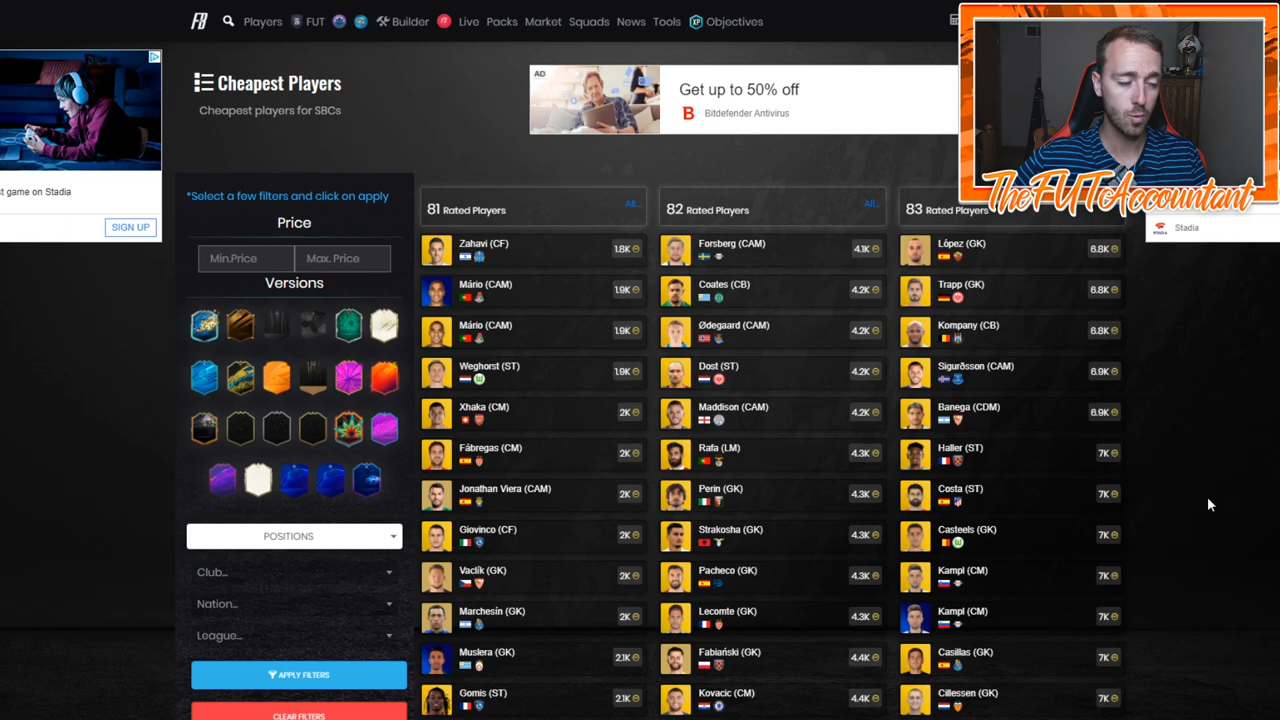 FB Players FUT Builder Live Packs Market Squads News Tools XP Objectives
Cheapest Players
Cheapest players for SBCs
AD
Get up to 50% off
B Bitdefender Antivirus
TheFUTAccountant
st game on Stadia
SIGN UP
STADIA Stadia
*Select a few filters and click on apply
Price
Min.Price Max. Price
Versions
POSITIONS
Club...
Nation...
League...
APPLY FILTERS
CLEAR FILTERS
81 Rated Players All..
Zahavi (CF) 1.8K
Mário (CAM) 1.9K
Mário (CAM) 1.9K
Weghorst (ST) 1.9K
Xhaka (CM) 2K
Fábregas (CM) 2K
Jonathan Viera (CAM) 2K
Giovinco (CF) 2K
Vaclík (GK) 2K
Marchesín (GK) 2K
Muslera (GK) 2.1K
Gomis (ST) 2.1K
82 Rated Players All..
Forsberg (CAM) 4.1K
Coates (CB) 4.2K
Ødegaard (CAM) 4.2K
Dost (ST) 4.2K
Maddison (CAM) 4.2K
Rafa (LM) 4.3K
Perin (GK) 4.3K
Strakosha (GK) 4.3K
Pacheco (GK) 4.3K
Lecomte (GK) 4.3K
Fabiański (GK) 4.4K
Kovacic (CM) 4.4K
83 Rated Players
López (GK) 6.8K
Trapp (GK) 6.8K
Kompany (CB) 6.8K
Sigurðsson (CAM) 6.9K
Banega (CDM) 6.9K
Haller (ST) 7K
Costa (ST) 7K
Casteels (GK) 7K
Kampl (CM) 7K
Kampl (CM) 7K
Casillas (GK) 7K
Cillessen (GK) 7K